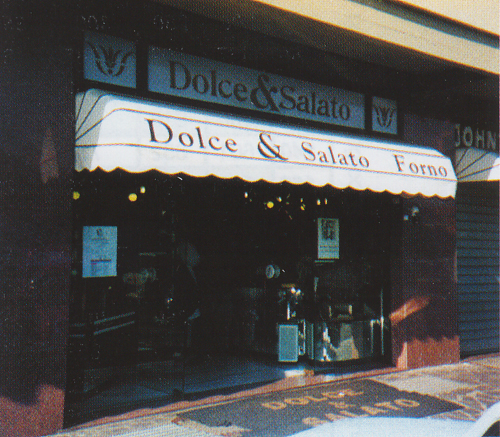 Dolce & Salato
Dolce & Salato Forno
JOHN
DOLCE
SALATO